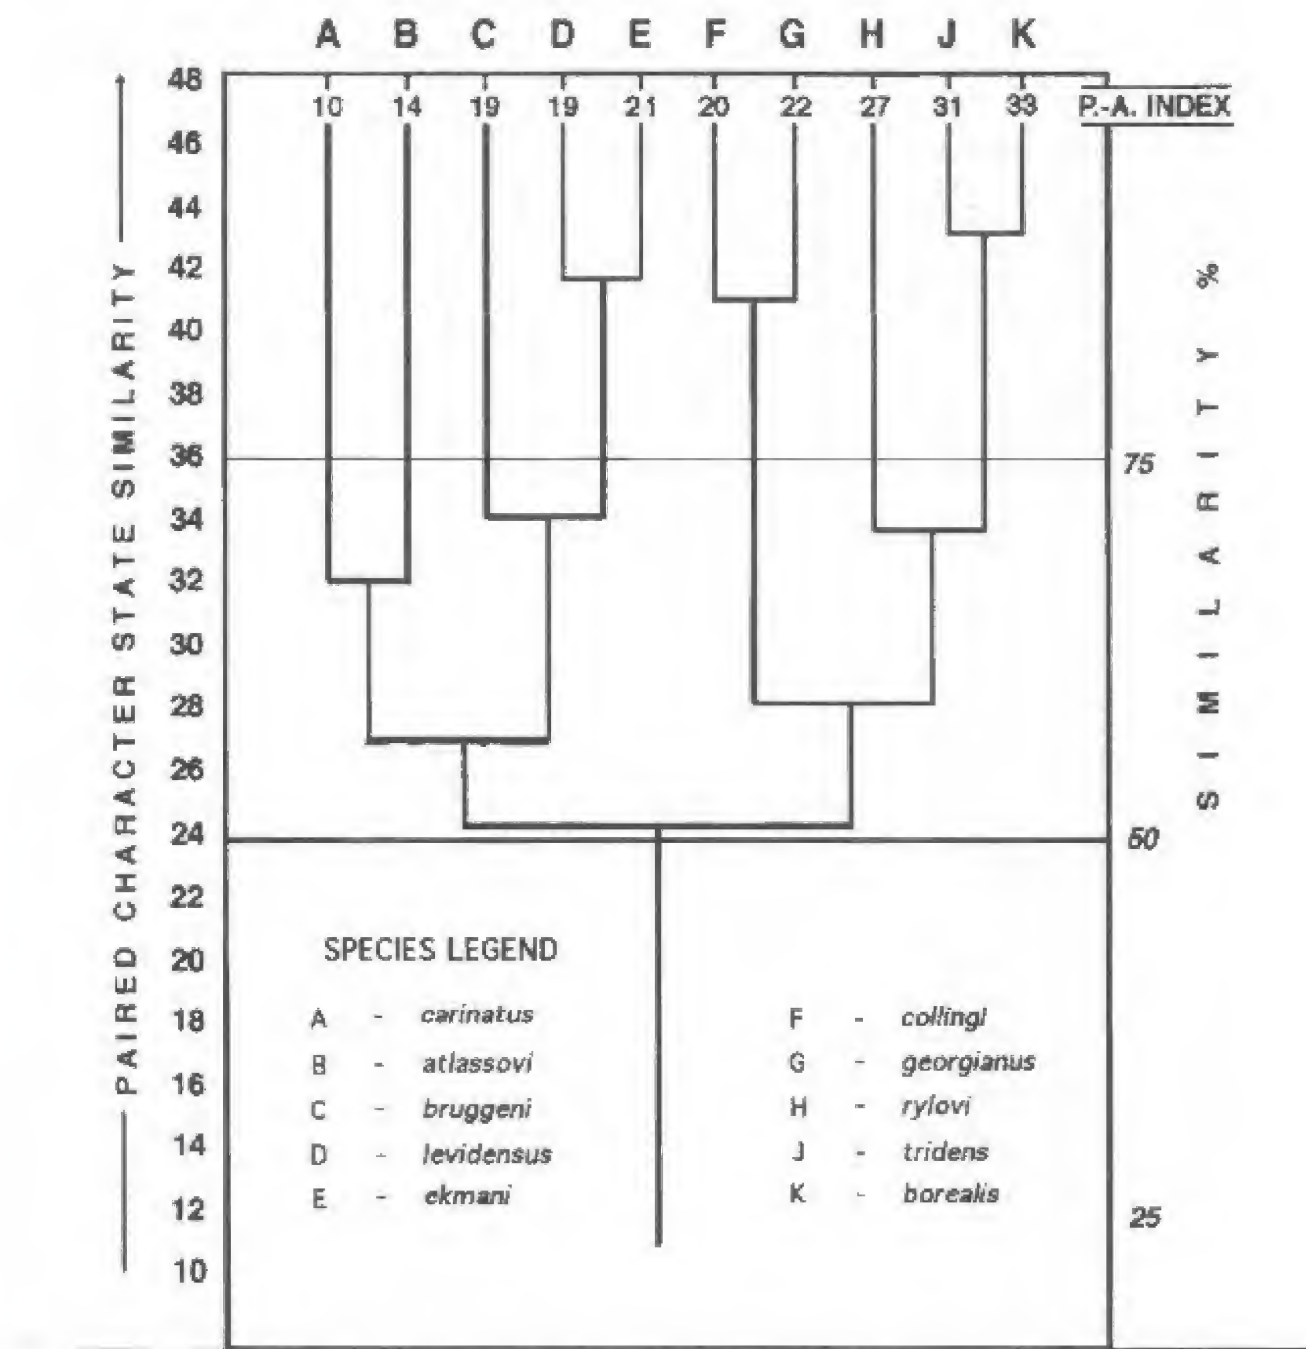 A B C D E F G H J K
10 14 19 19 21 20 22 27 31 33 P.-A. INDEX
48
46
44
42
40
38
36
34
32
30
28
26
24
22
20
18
16
14
12
10
PAIRED CHARACTER STATE SIMILARITY
75
50
25
SIMILARITY %
SPECIES LEGEND
A - carinatus
B - atlassovi
C - bruggeni
D - levidensus
E - ekmani
F - collingi
G - georgianus
H - rylovi
J - tridens
K - borealis